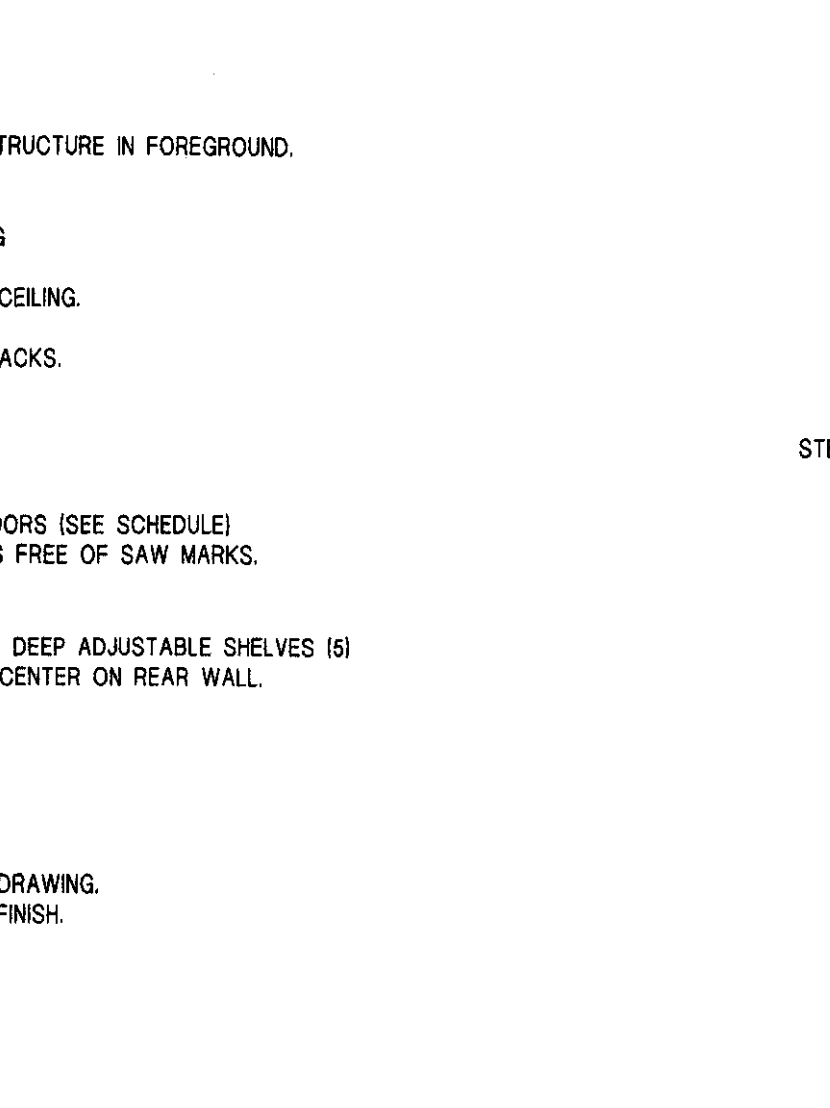 TRUCTURE IN FOREGROUND.
G
CEILING.
ACKS.
STE
OORS (SEE SCHEDULE)
S FREE OF SAW MARKS.
DEEP ADJUSTABLE SHELVES (5)
CENTER ON REAR WALL.
DRAWING.
FINISH.